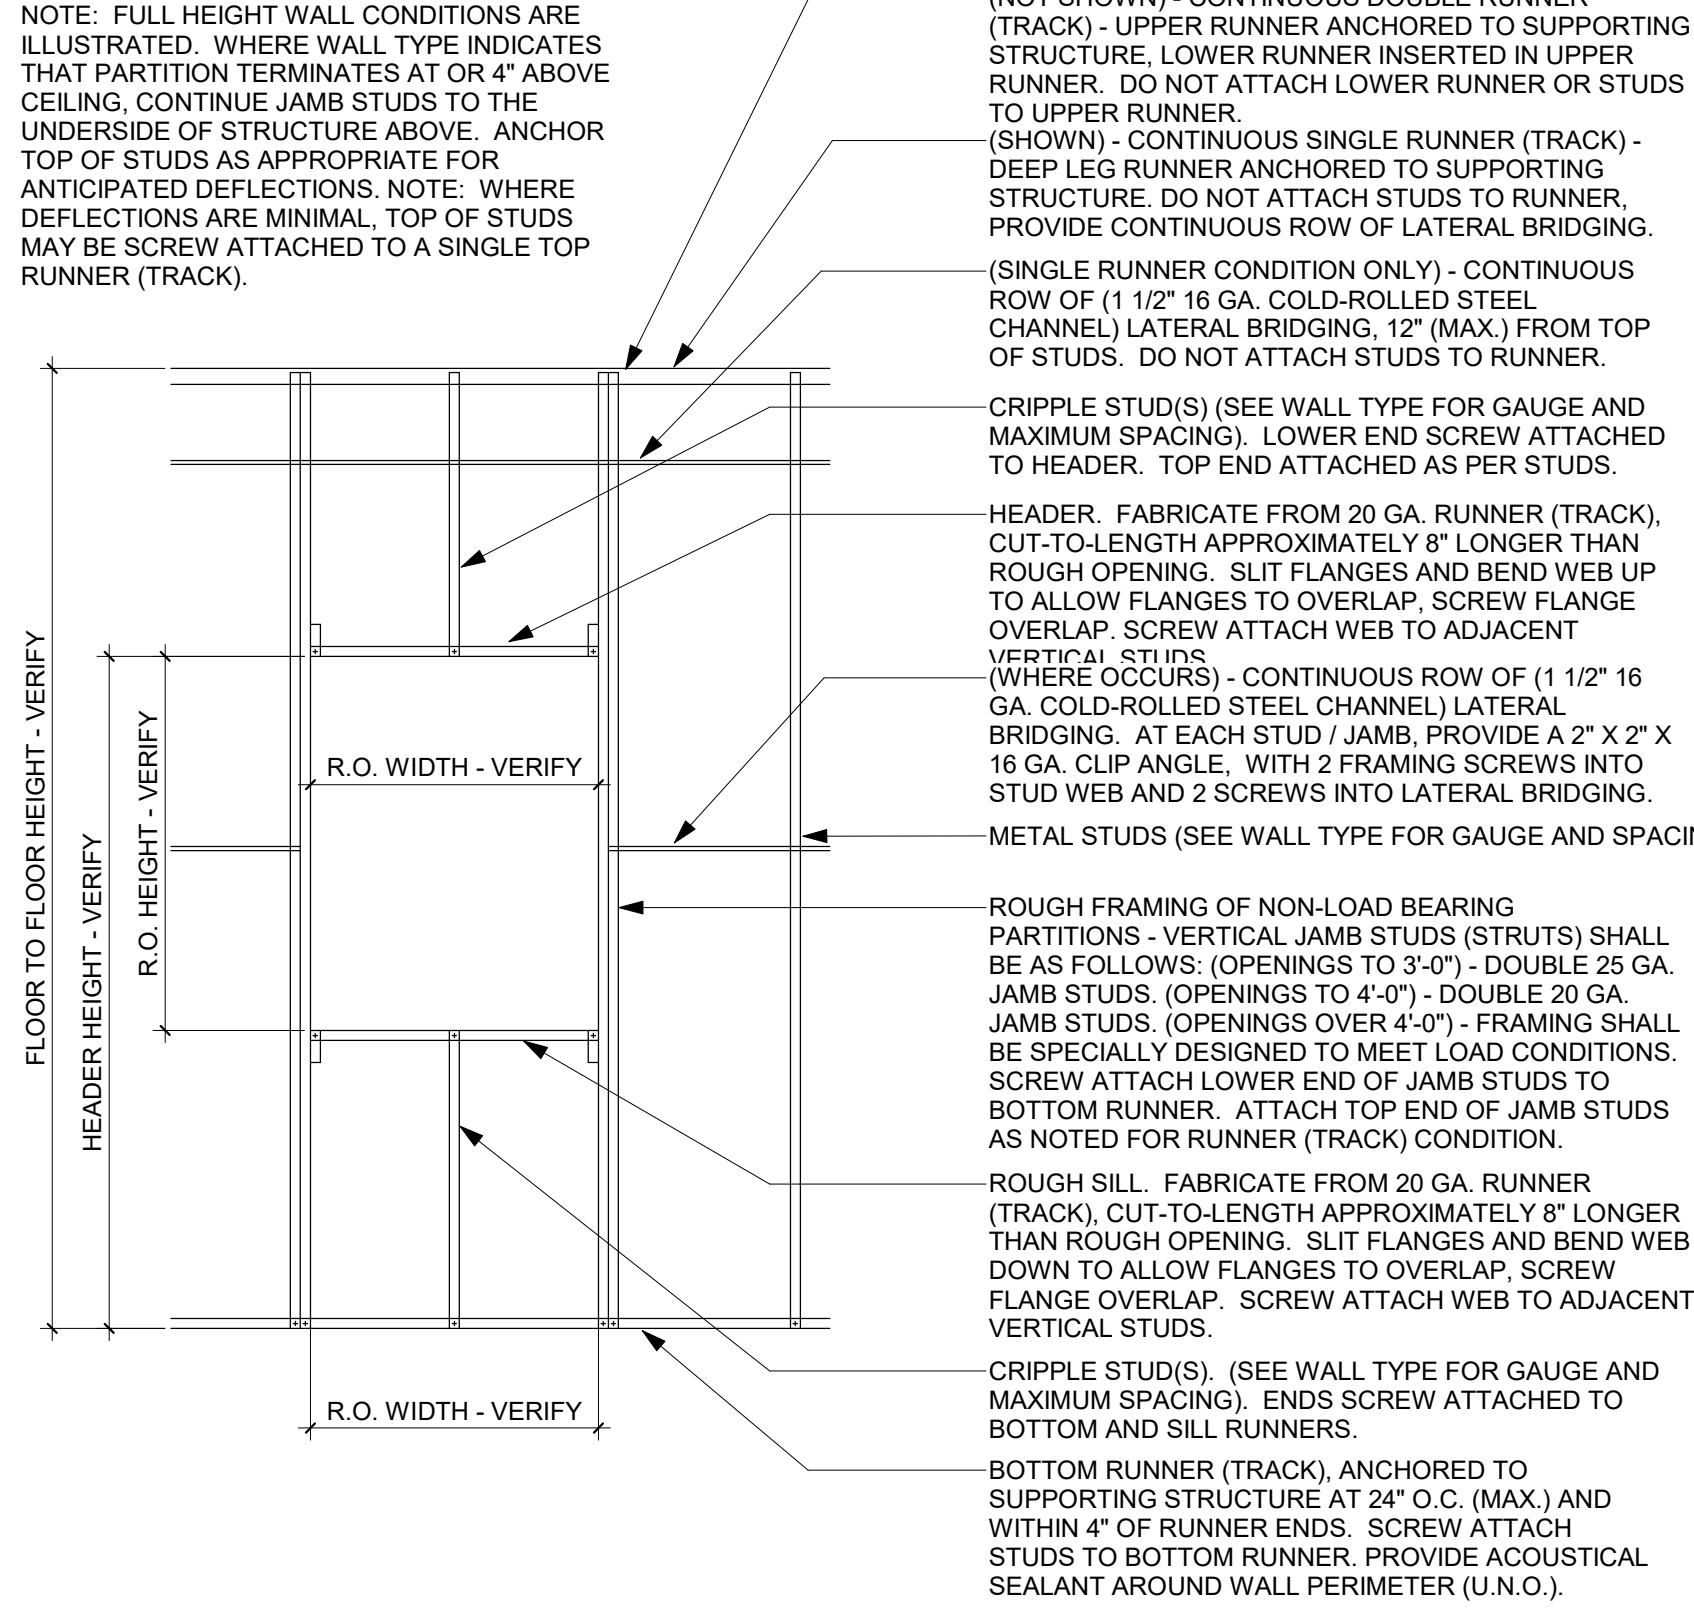 NOTE: FULL HEIGHT WALL CONDITIONS ARE
ILLUSTRATED. WHERE WALL TYPE INDICATES
THAT PARTITION TERMINATES AT OR 4" ABOVE
CEILING, CONTINUE JAMB STUDS TO THE
UNDERSIDE OF STRUCTURE ABOVE. ANCHOR
TOP OF STUDS AS APPROPRIATE FOR
ANTICIPATED DEFLECTIONS. NOTE: WHERE
DEFLECTIONS ARE MINIMAL, TOP OF STUDS
MAY BE SCREW ATTACHED TO A SINGLE TOP
RUNNER (TRACK).
(NOT SHOWN) - CONTINUOUS DOUBLE RUNNER
(TRACK) - UPPER RUNNER ANCHORED TO SUPPORTING
STRUCTURE, LOWER RUNNER INSERTED IN UPPER
RUNNER. DO NOT ATTACH LOWER RUNNER OR STUDS
TO UPPER RUNNER.
(SHOWN) - CONTINUOUS SINGLE RUNNER (TRACK) -
DEEP LEG RUNNER ANCHORED TO SUPPORTING
STRUCTURE. DO NOT ATTACH STUDS TO RUNNER,
PROVIDE CONTINUOUS ROW OF LATERAL BRIDGING.
(SINGLE RUNNER CONDITION ONLY) - CONTINUOUS
ROW OF (1 1/2" 16 GA. COLD-ROLLED STEEL
CHANNEL) LATERAL BRIDGING, 12" (MAX.) FROM TOP
OF STUDS. DO NOT ATTACH STUDS TO RUNNER.
CRIPPLE STUD(S) (SEE WALL TYPE FOR GAUGE AND
MAXIMUM SPACING). LOWER END SCREW ATTACHED
TO HEADER. TOP END ATTACHED AS PER STUDS.
HEADER. FABRICATE FROM 20 GA. RUNNER (TRACK),
CUT-TO-LENGTH APPROXIMATELY 8" LONGER THAN
ROUGH OPENING. SLIT FLANGES AND BEND WEB UP
TO ALLOW FLANGES TO OVERLAP, SCREW FLANGE
OVERLAP. SCREW ATTACH WEB TO ADJACENT
VERTICAL STUDS
(WHERE OCCURS) - CONTINUOUS ROW OF (1 1/2" 16
GA. COLD-ROLLED STEEL CHANNEL) LATERAL
BRIDGING. AT EACH STUD / JAMB, PROVIDE A 2" X 2" X
16 GA. CLIP ANGLE, WITH 2 FRAMING SCREWS INTO
STUD WEB AND 2 SCREWS INTO LATERAL BRIDGING.
METAL STUDS (SEE WALL TYPE FOR GAUGE AND
ROUGH FRAMING OF NON-LOAD BEARING
PARTITIONS - VERTICAL JAMB STUDS (STRUTS) SHALL
BE AS FOLLOWS: (OPENINGS TO 3'-0") - DOUBLE 25 GA.
JAMB STUDS. (OPENINGS TO 4'-0") - DOUBLE 20 GA.
JAMB STUDS. (OPENINGS OVER 4'-0") - FRAMING SHALL
BE SPECIALLY DESIGNED TO MEET LOAD CONDITIONS.
SCREW ATTACH LOWER END OF JAMB STUDS TO
BOTTOM RUNNER. ATTACH TOP END OF JAMB STUDS
AS NOTED FOR RUNNER (TRACK) CONDITION.
ROUGH SILL. FABRICATE FROM 20 GA. RUNNER
(TRACK), CUT-TO-LENGTH APPROXIMATELY 8" LONGER
THAN ROUGH OPENING. SLIT FLANGES AND BEND WEB
DOWN TO ALLOW FLANGES TO OVERLAP, SCREW
FLANGE OVERLAP. SCREW ATTACH WEB TO ADJACENT
VERTICAL STUDS.
CRIPPLE STUD(S). (SEE WALL TYPE FOR GAUGE AND
MAXIMUM SPACING). ENDS SCREW ATTACHED TO
BOTTOM AND SILL RUNNERS.
BOTTOM RUNNER (TRACK), ANCHORED TO
SUPPORTING STRUCTURE AT 24" O.C. (MAX.) AND
WITHIN 4" OF RUNNER ENDS. SCREW ATTACH
STUDS TO BOTTOM RUNNER. PROVIDE ACOUSTICAL
SEALANT AROUND WALL PERIMETER (U.N.O.).
FLOOR TO FLOOR HEIGHT - VERIFY
HEADER HEIGHT - VERIFY
R.O. HEIGHT - VERIFY
R.O. WIDTH - VERIFY
R.O. WIDTH - VERIFY